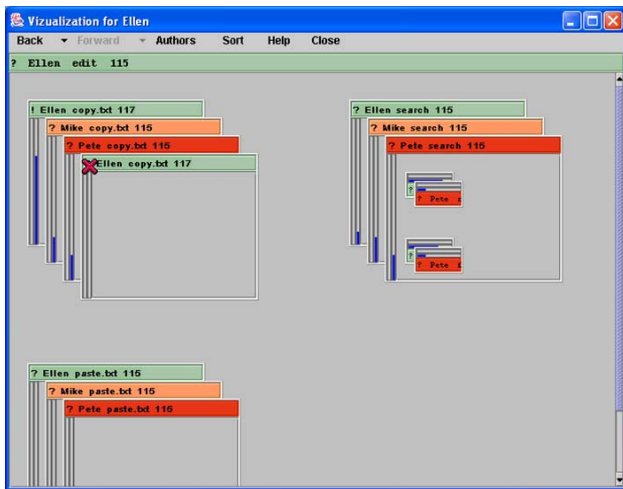 Vizualization for Ellen
Back Forward Authors Sort Help Close
? Ellen edit 115
! Ellen copy.txt 117
? Mike copy.txt 115
? Pete copy.txt 115
Ellen copy.txt 117
? Ellen search 115
? Mike search 115
? Pete search 115
?
? Pete
?
? Pete
? Ellen paste.txt 115
? Mike paste.txt 115
? Pete paste.txt 115